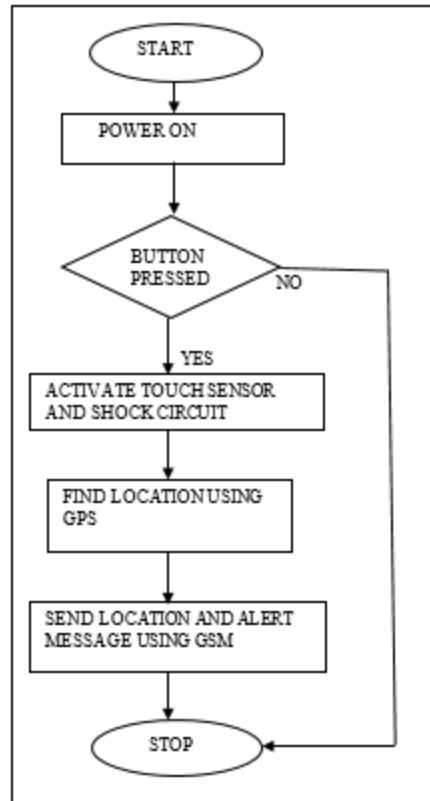 START
POWER ON
BUTTON
PRESSED
NO
YES
ACTIVATE TOUCH SENSOR
AND SHOCK CIRCUIT
FIND LOCATION USING
GPS
SEND LOCATION AND ALERT
MESSAGE USING GSM
STOP